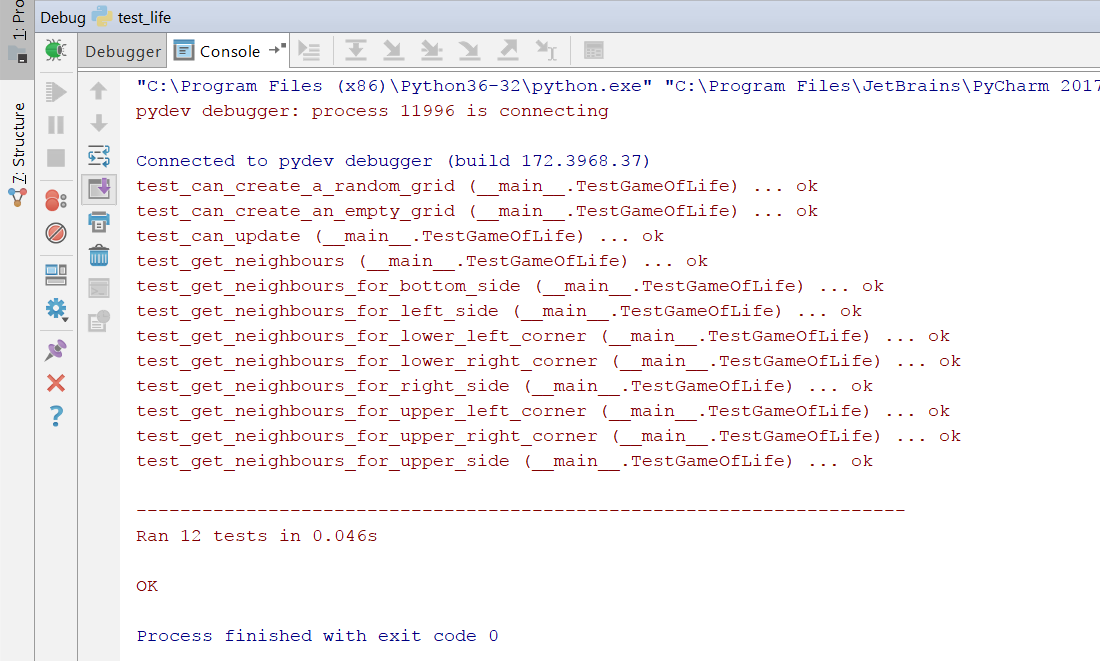 1: Pro
Debug test_life
Debugger Console
7: Structure
"C:\Program Files (x86)\Python36-32\python.exe" "C:\Program Files\JetBrains\PyCharm 2017
pydev debugger: process 11996 is connecting
Connected to pydev debugger (build 172.3968.37)
test_can_create_a_random_grid (__main__.TestGameOfLife) ... ok
test_can_create_an_empty_grid (__main__.TestGameOfLife) ... ok
test_can_update (__main__.TestGameOfLife) ... ok
test_get_neighbours (__main__.TestGameOfLife) ... ok
test_get_neighbours_for_bottom_side (__main__.TestGameOfLife) ... ok
test_get_neighbours_for_left_side (__main__.TestGameOfLife) ... ok
test_get_neighbours_for_lower_left_corner (__main__.TestGameOfLife) ... ok
test_get_neighbours_for_lower_right_corner (__main__.TestGameOfLife) ... ok
test_get_neighbours_for_right_side (__main__.TestGameOfLife) ... ok
test_get_neighbours_for_upper_left_corner (__main__.TestGameOfLife) ... ok
test_get_neighbours_for_upper_right_corner (__main__.TestGameOfLife) ... ok
test_get_neighbours_for_upper_side (__main__.TestGameOfLife) ... ok
----------------------------------------------------------------------
Ran 12 tests in 0.046s
OK
Process finished with exit code 0